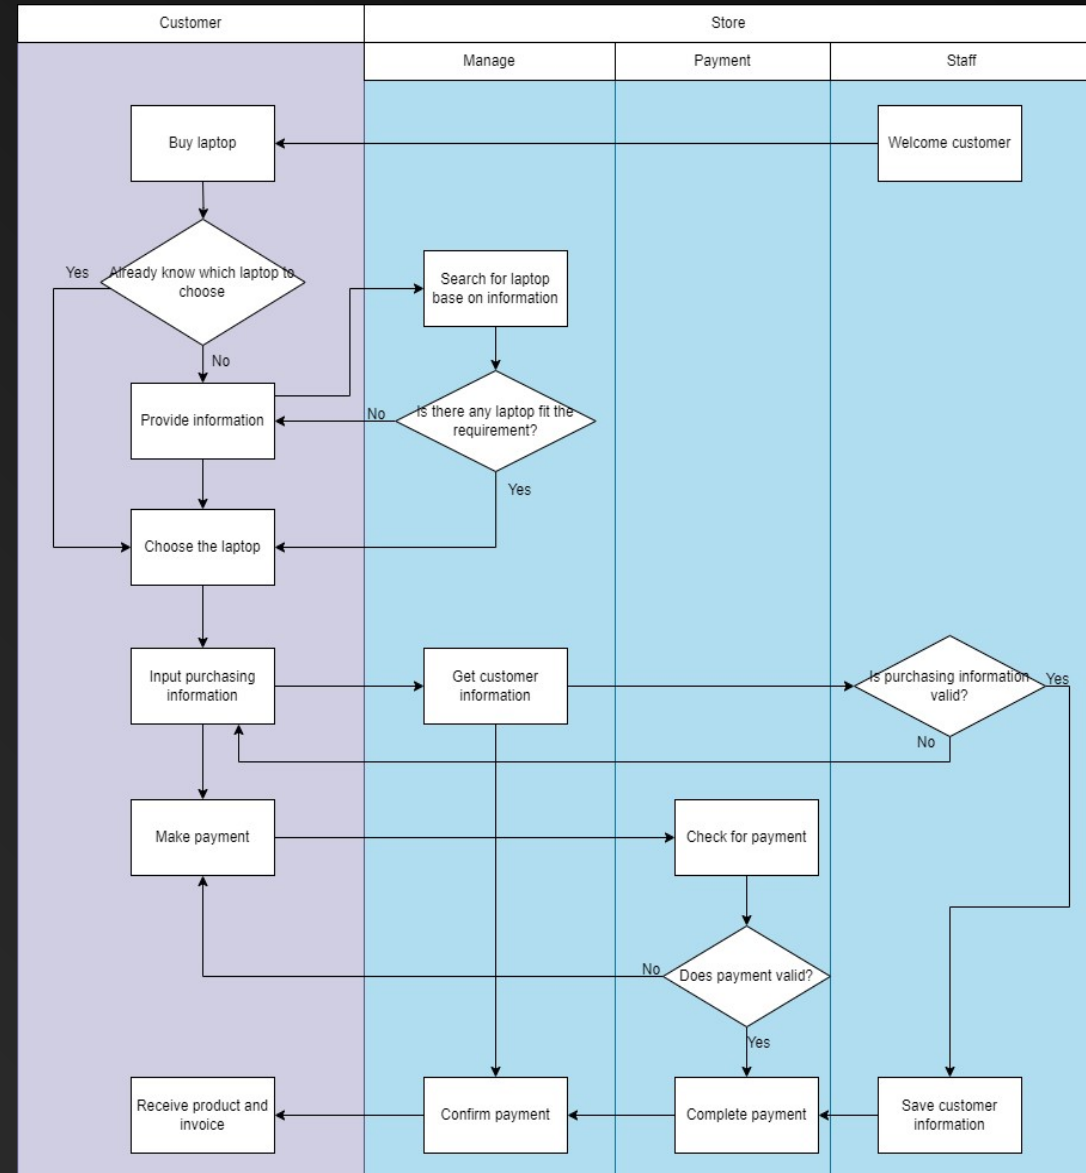 Customer
Store
Manage
Payment
Staff
Buy laptop
Welcome customer
Yes
Already know which laptop to
choose
Search for laptop
base on information
No
Provide information
No
Is there any laptop fit the
requirement?
Yes
Choose the laptop
Input purchasing
information
Get customer
information
Is purchasing information
valid?
Yes
No
Make payment
Check for payment
No
Does payment valid?
Yes
Receive product and
invoice
Confirm payment
Complete payment
Save customer
information